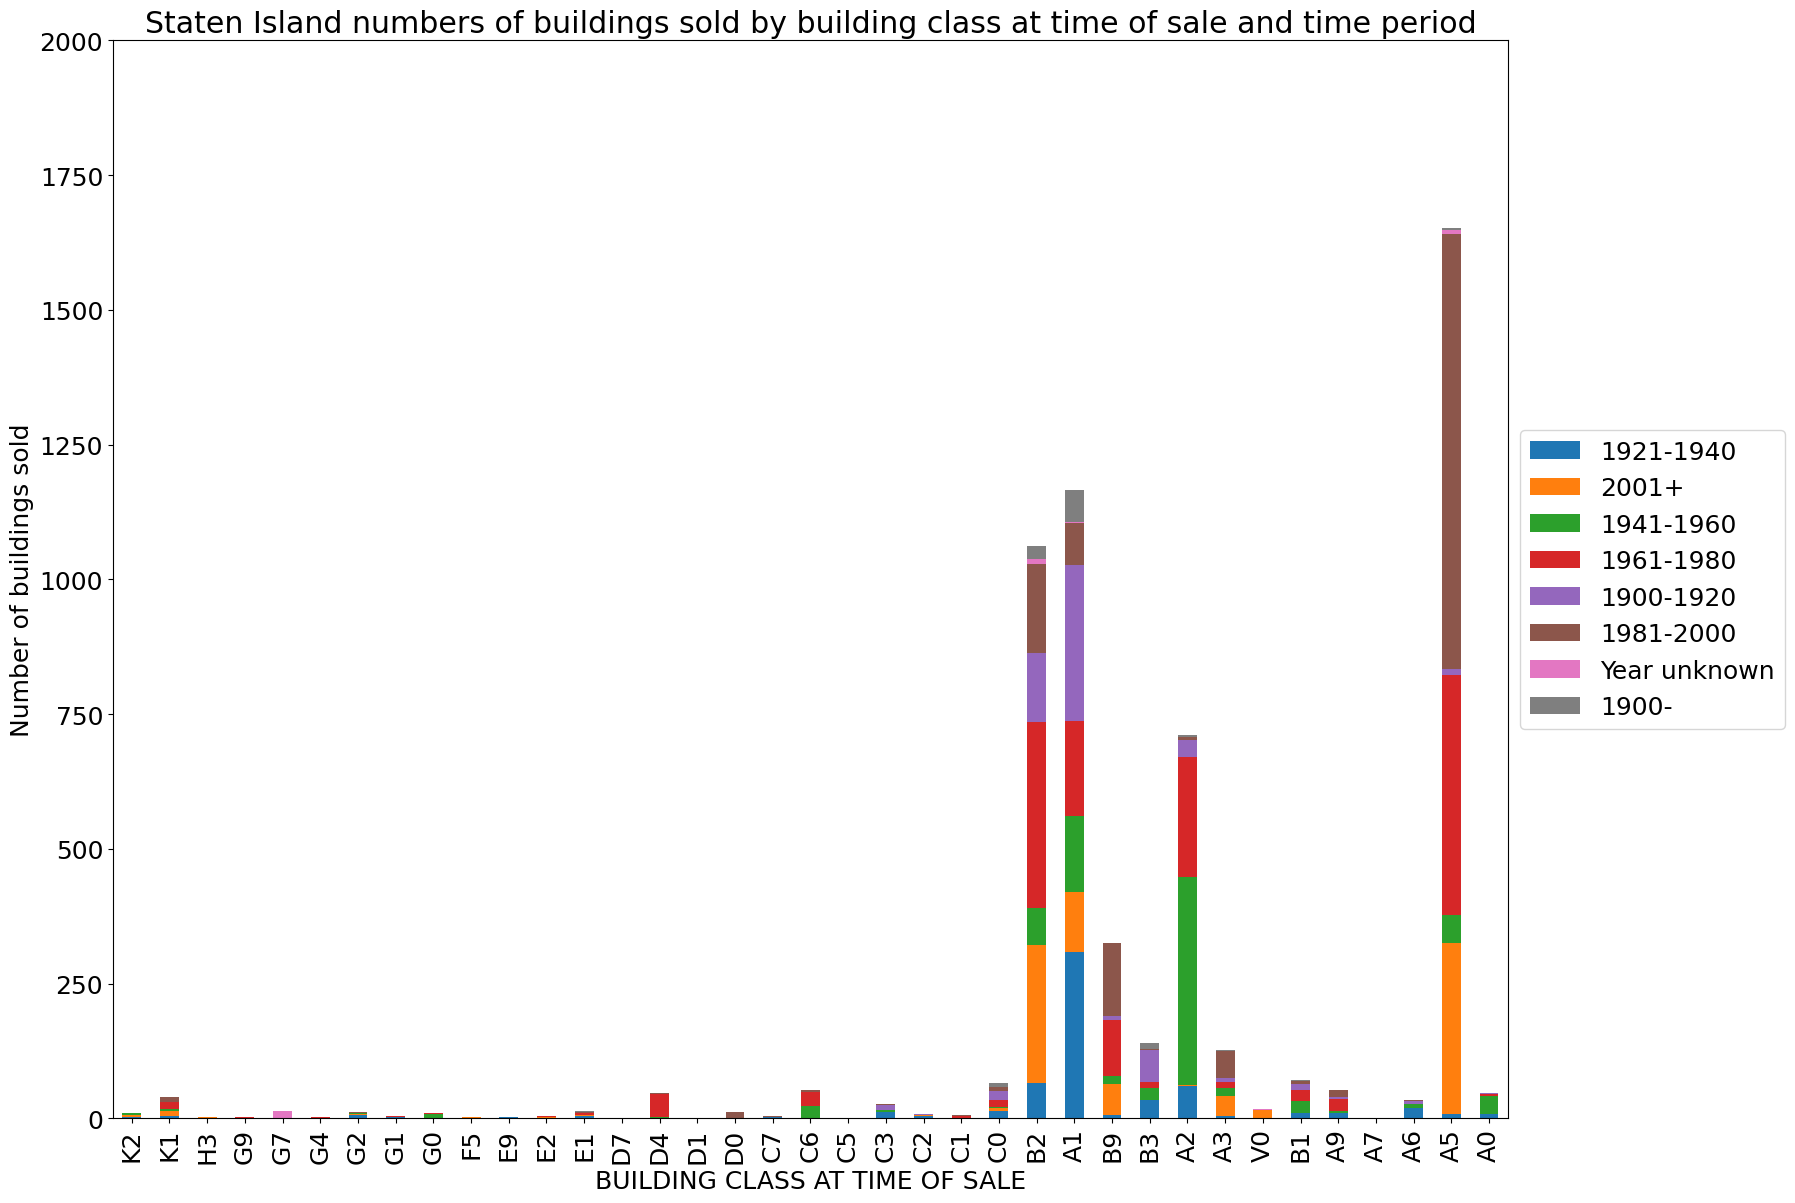 Staten Island numbers of buildings sold by building class at time of sale and time period
2000
1750
1500
1250
1000
750
500
250
0
Number of buildings sold
K2
K1
H3
G9
G7
G4
G2
G1
G0
F5
E9
E2
E1
D7
D4
D1
D0
C7
C6
C5
C3
C2
C1
C0
B2
A1
B9
B3
A2
A3
V0
B1
A9
A7
A6
A5
A0
BUILDING CLASS AT TIME OF SALE
1921-1940
2001+
1941-1960
1961-1980
1900-1920
1981-2000
Year unknown
1900-